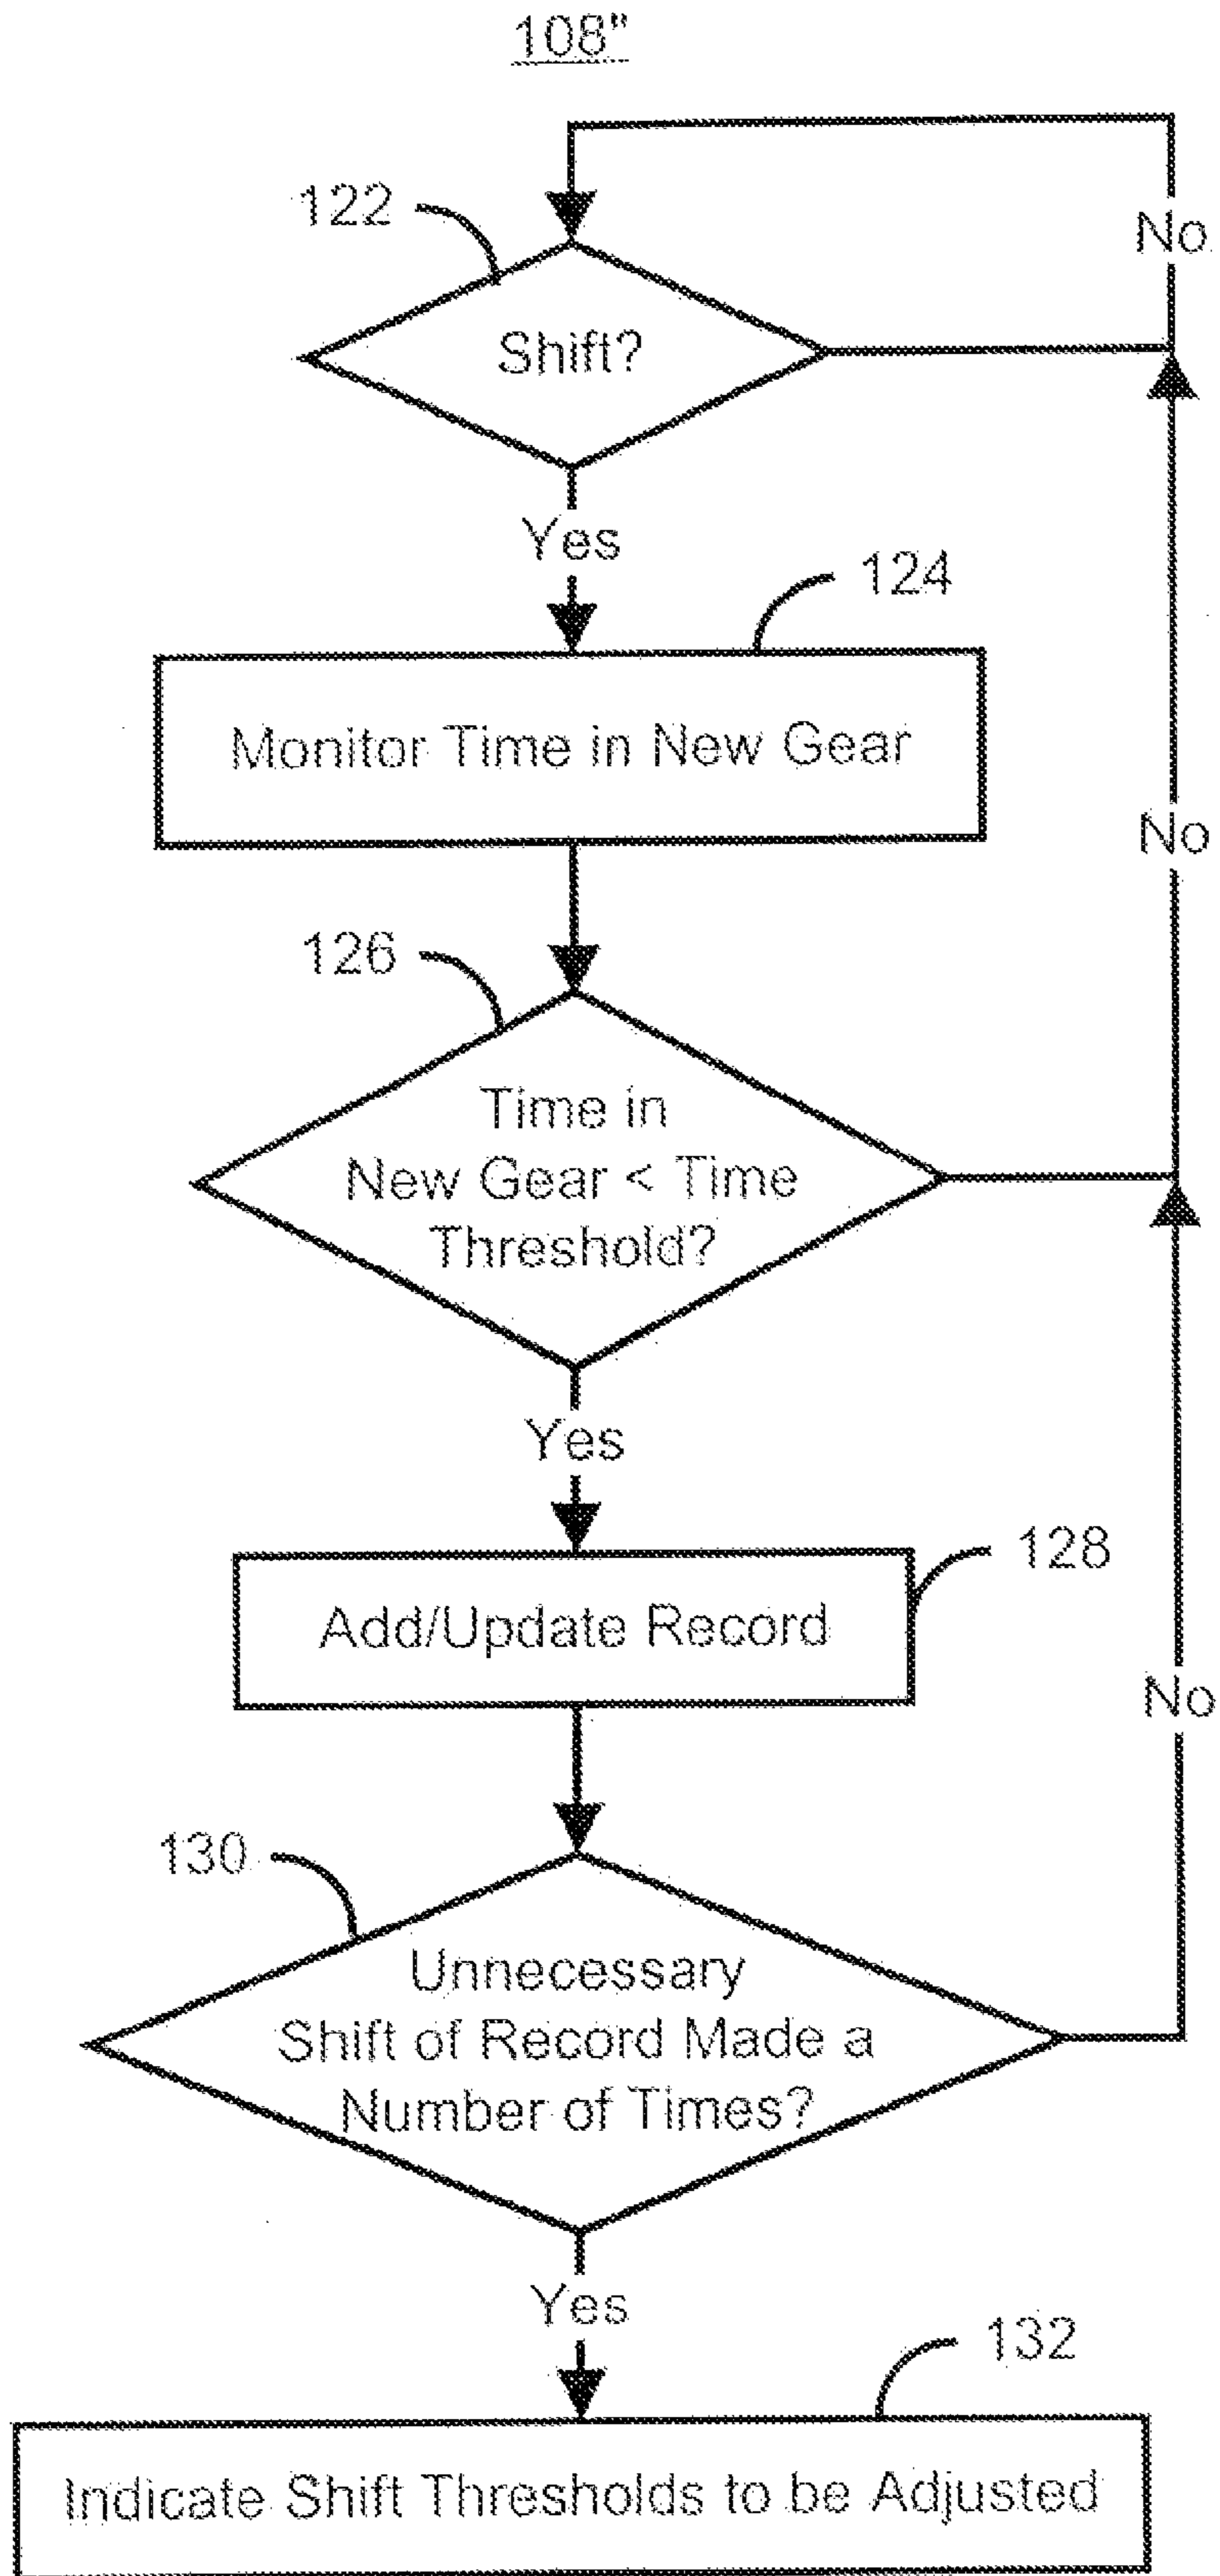 108"
122
No
Shift?
Yes
124
Monitor Time in New Gear
No
126
Time in
New Gear < Time
Threshold?
Yes
128
Add/Update Record
No
130
Unnecessary
Shift of Record Made a
Number of Times?
Yes
132
Indicate Shift Thresholds to be Adjusted